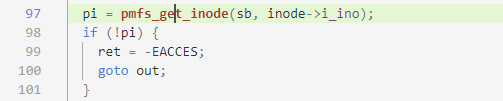 97 pi = pmfs_get_inode(sb, inode->i_ino);
98 if (!pi) {
99 ret = -EACCES;
100 goto out;
101 }